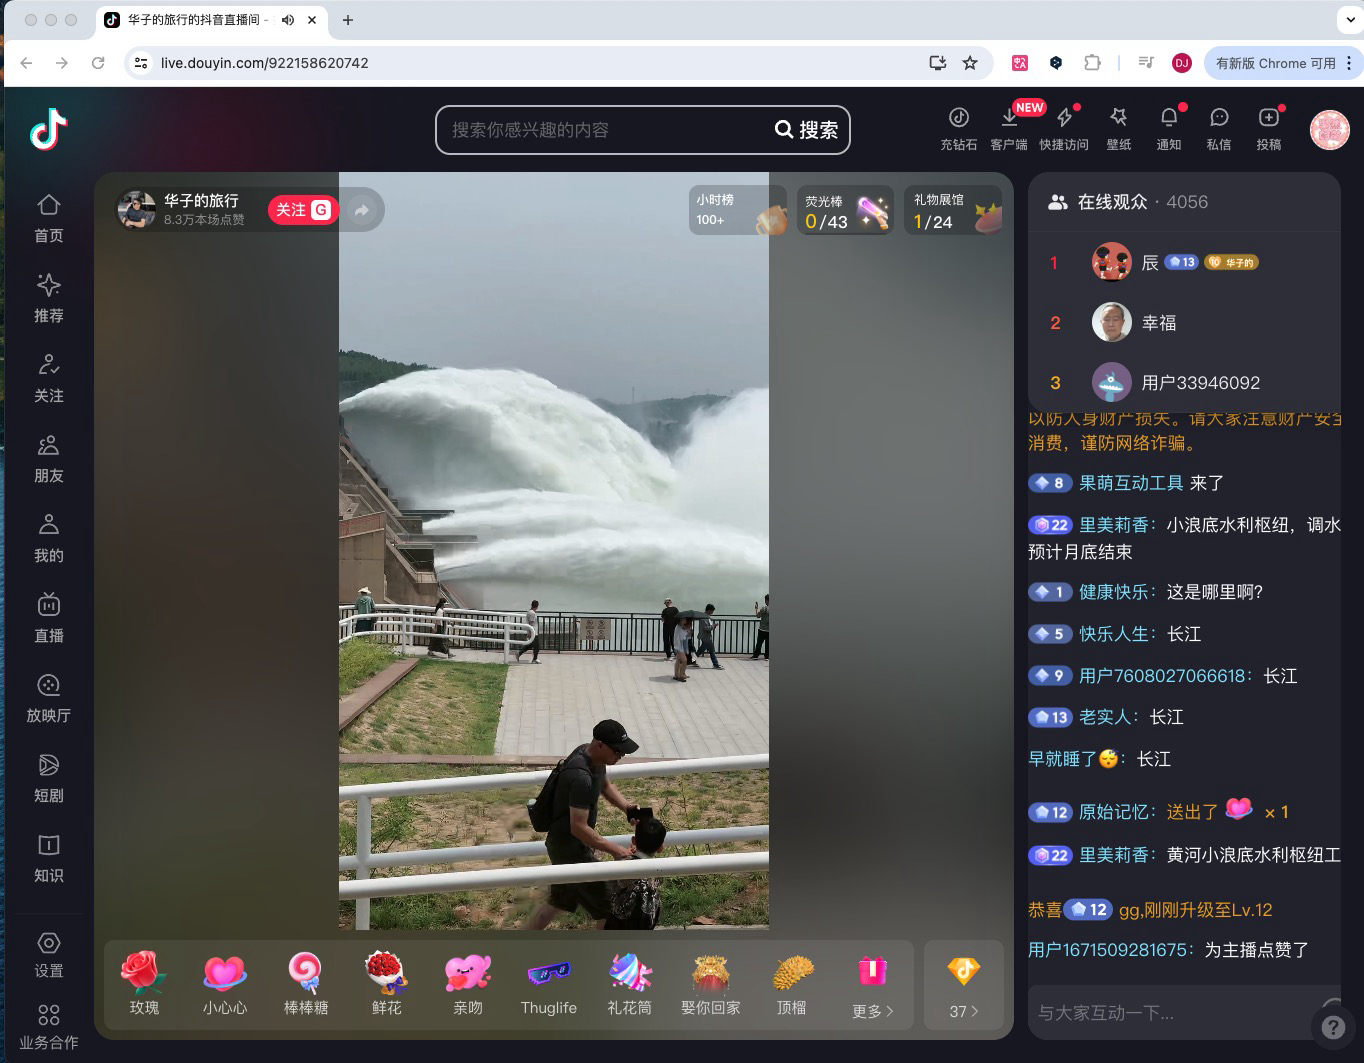 华子的旅行的抖音直播间 -
live.douyin.com/922158620742
DJ
有新版 Chrome 可用
搜索你感兴趣的内容
搜索
NEW
充钻石
客户端
快捷访问
壁纸
通知
私信
投稿
首页
推荐
关注
朋友
我的
直播
放映厅
短剧
知识
设置
业务合作
华子的旅行
8.3万本场点赞
关注 G
小时榜
100+
荧光棒
0/43
礼物展馆
1/24
在线观众 · 4056
1 辰 13 10 华子的
2 幸福
3 用户33946092
以防人身财产损失。请大家注意财产安全
消费，谨防网络诈骗。
8 果萌互动工具 来了
22 里美莉香：小浪底水利枢纽，调水
预计月底结束
1 健康快乐：这是哪里啊？
5 快乐人生：长江
9 用户7608027066618：长江
13 老实人：长江
早就睡了😴：长江
12 原始记忆：送出了 × 1
22 里美莉香：黄河小浪底水利枢纽工
恭喜 12 gg,刚刚升级至Lv.12
用户1671509281675：为主播点赞了
与大家互动一下...
玫瑰
小心心
棒棒糖
鲜花
亲吻
Thuglife
礼花筒
娶你回家
顶榴
更多 >
37 >